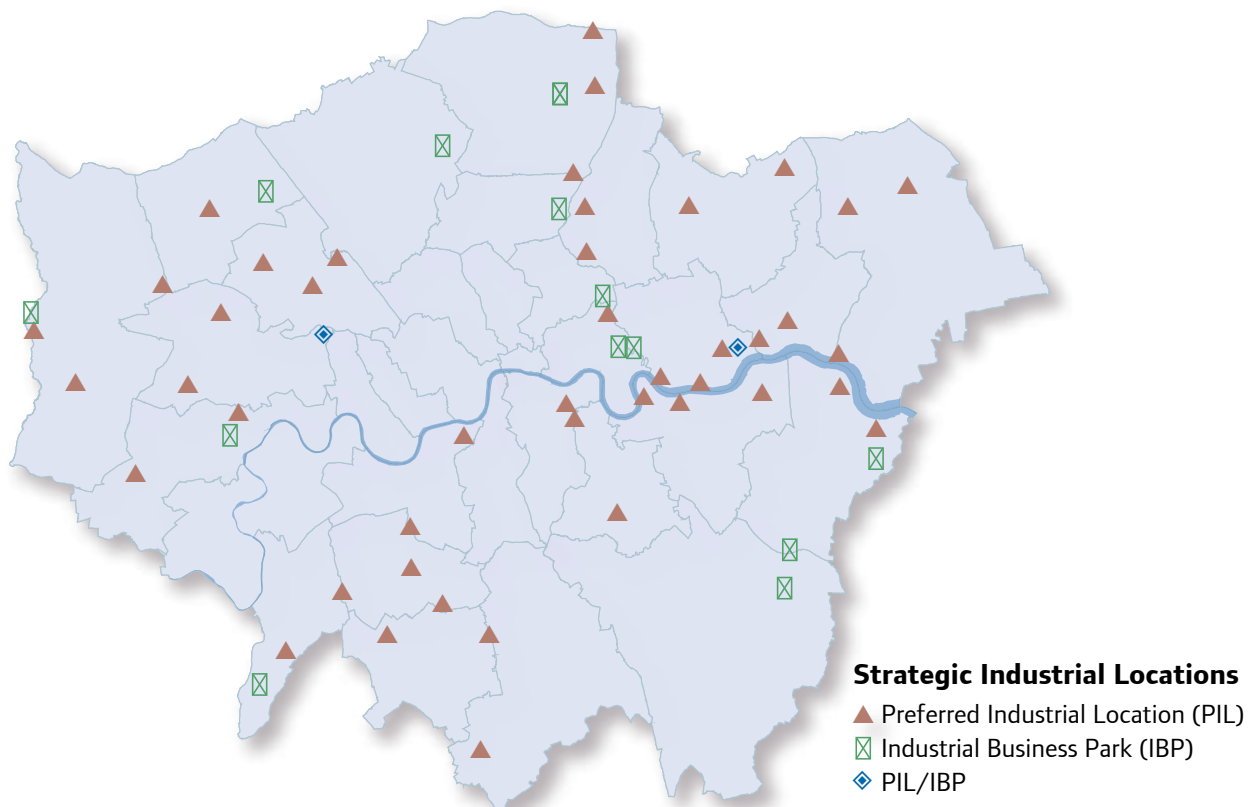 Strategic Industrial Locations
Preferred Industrial Location (PIL)
Industrial Business Park (IBP)
PIL/IBP